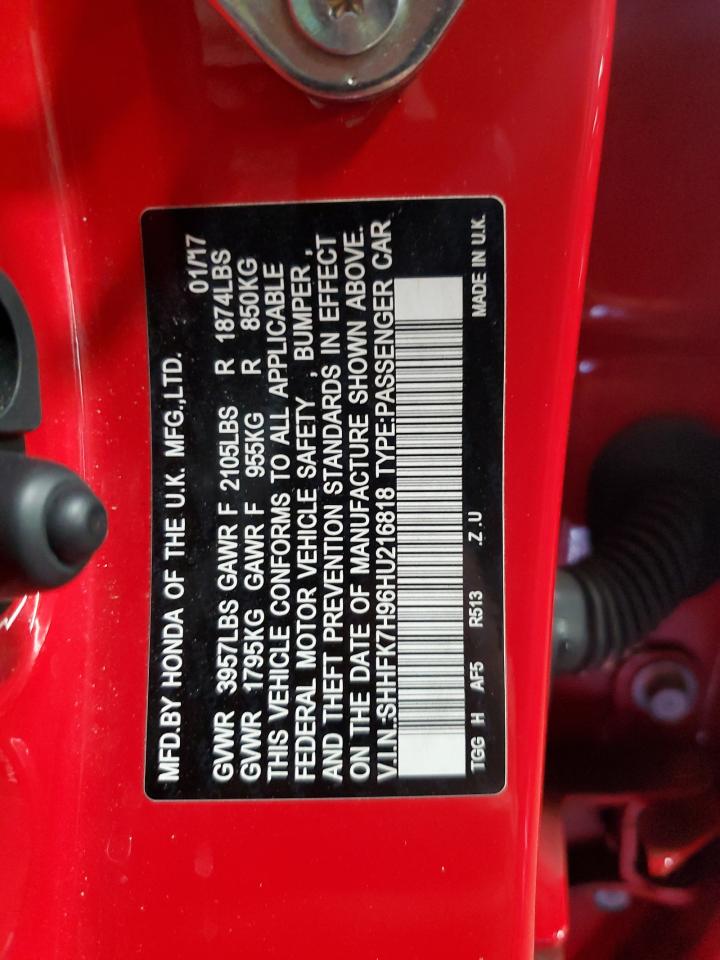 MFD.BY HONDA OF THE U.K. MFG.,LTD. 01/17
GVWR 3957LBS GAWR F 2105LBS R 1874LBS
GVWR 1795KG GAWR F 955KG R 850KG
THIS VEHICLE CONFORMS TO ALL APPLICABLE
FEDERAL MOTOR VEHICLE SAFETY , BUMPER ,
AND THEFT PREVENTION STANDARDS IN EFFECT
ON THE DATE OF MANUFACTURE SHOWN ABOVE.
V.I.N.:SHHFK7H96HU216818 TYPE:PASSENGER CAR
TGG H AF5 R513 .Z .U MADE IN U.K.